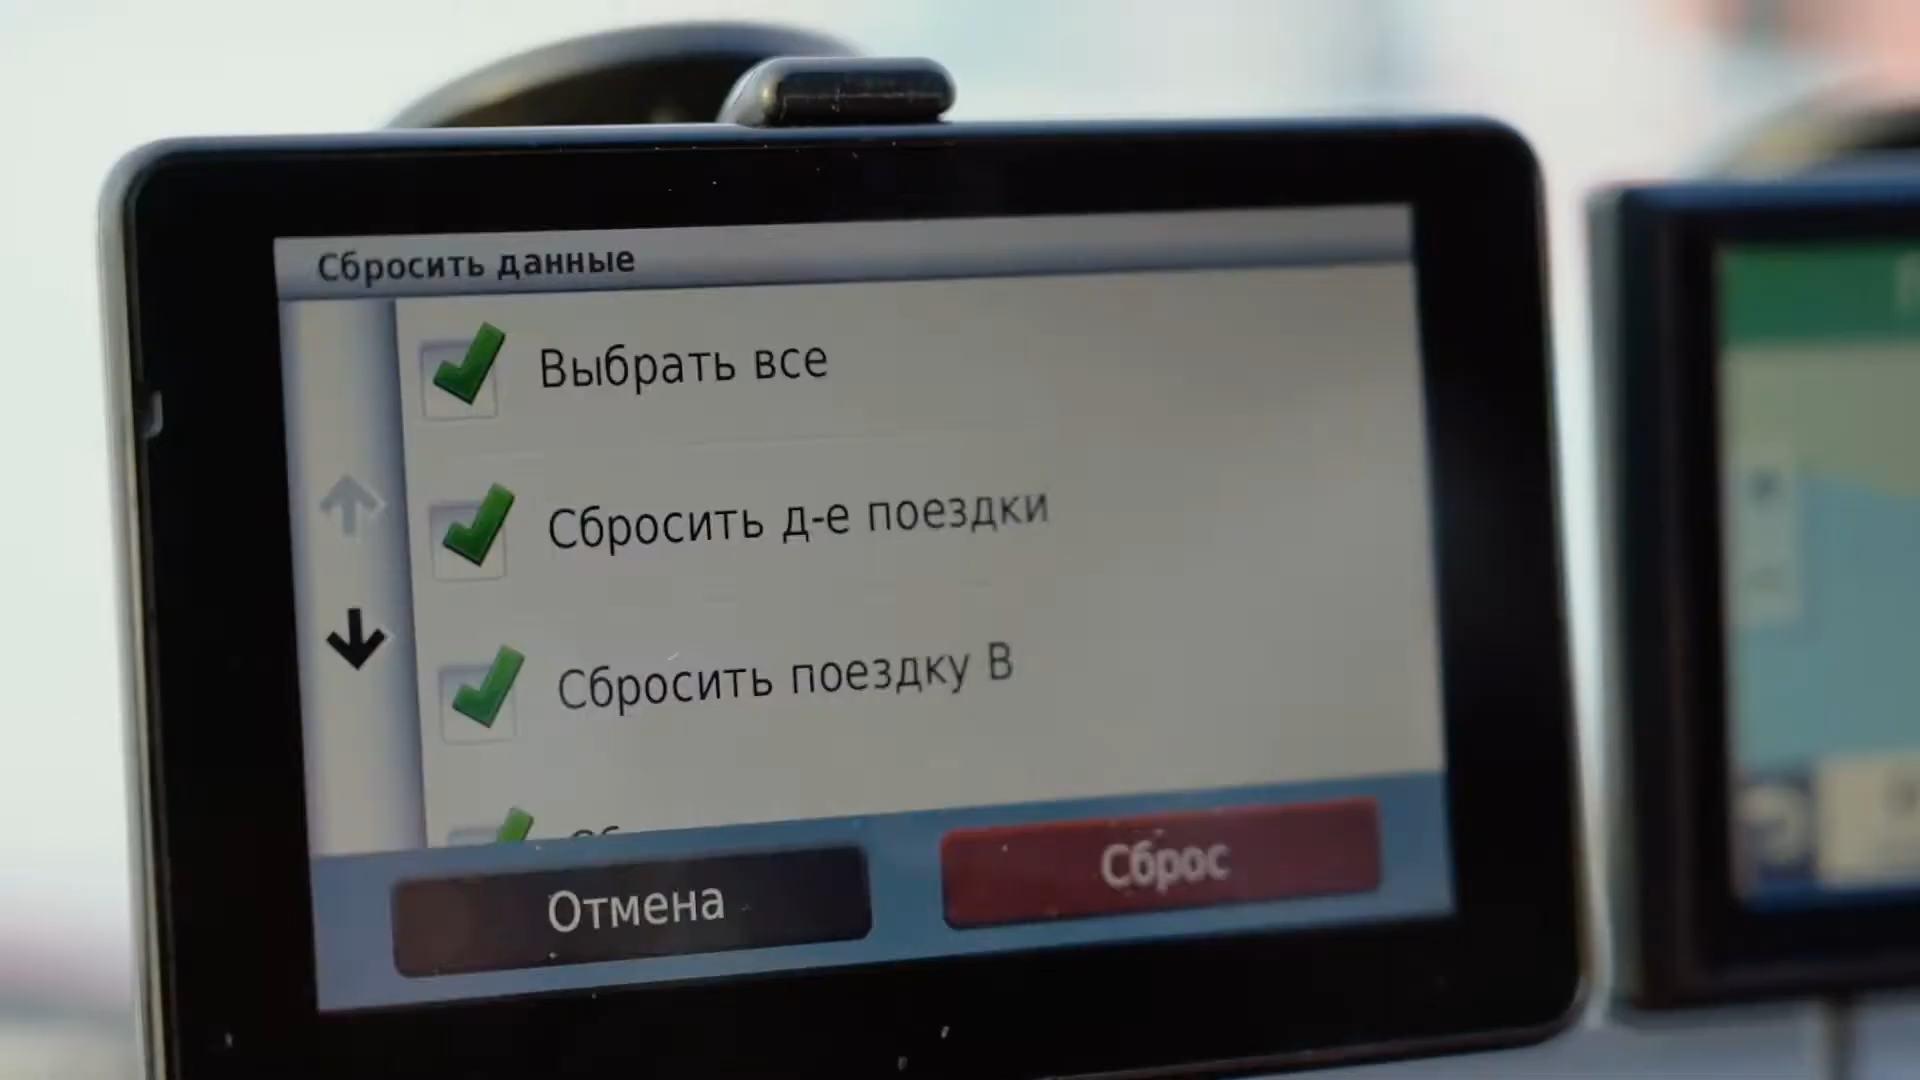 Сбросить данные
Выбрать все
Сбросить д-е поездки
Сбросить поездку B
Отмена
Сброс